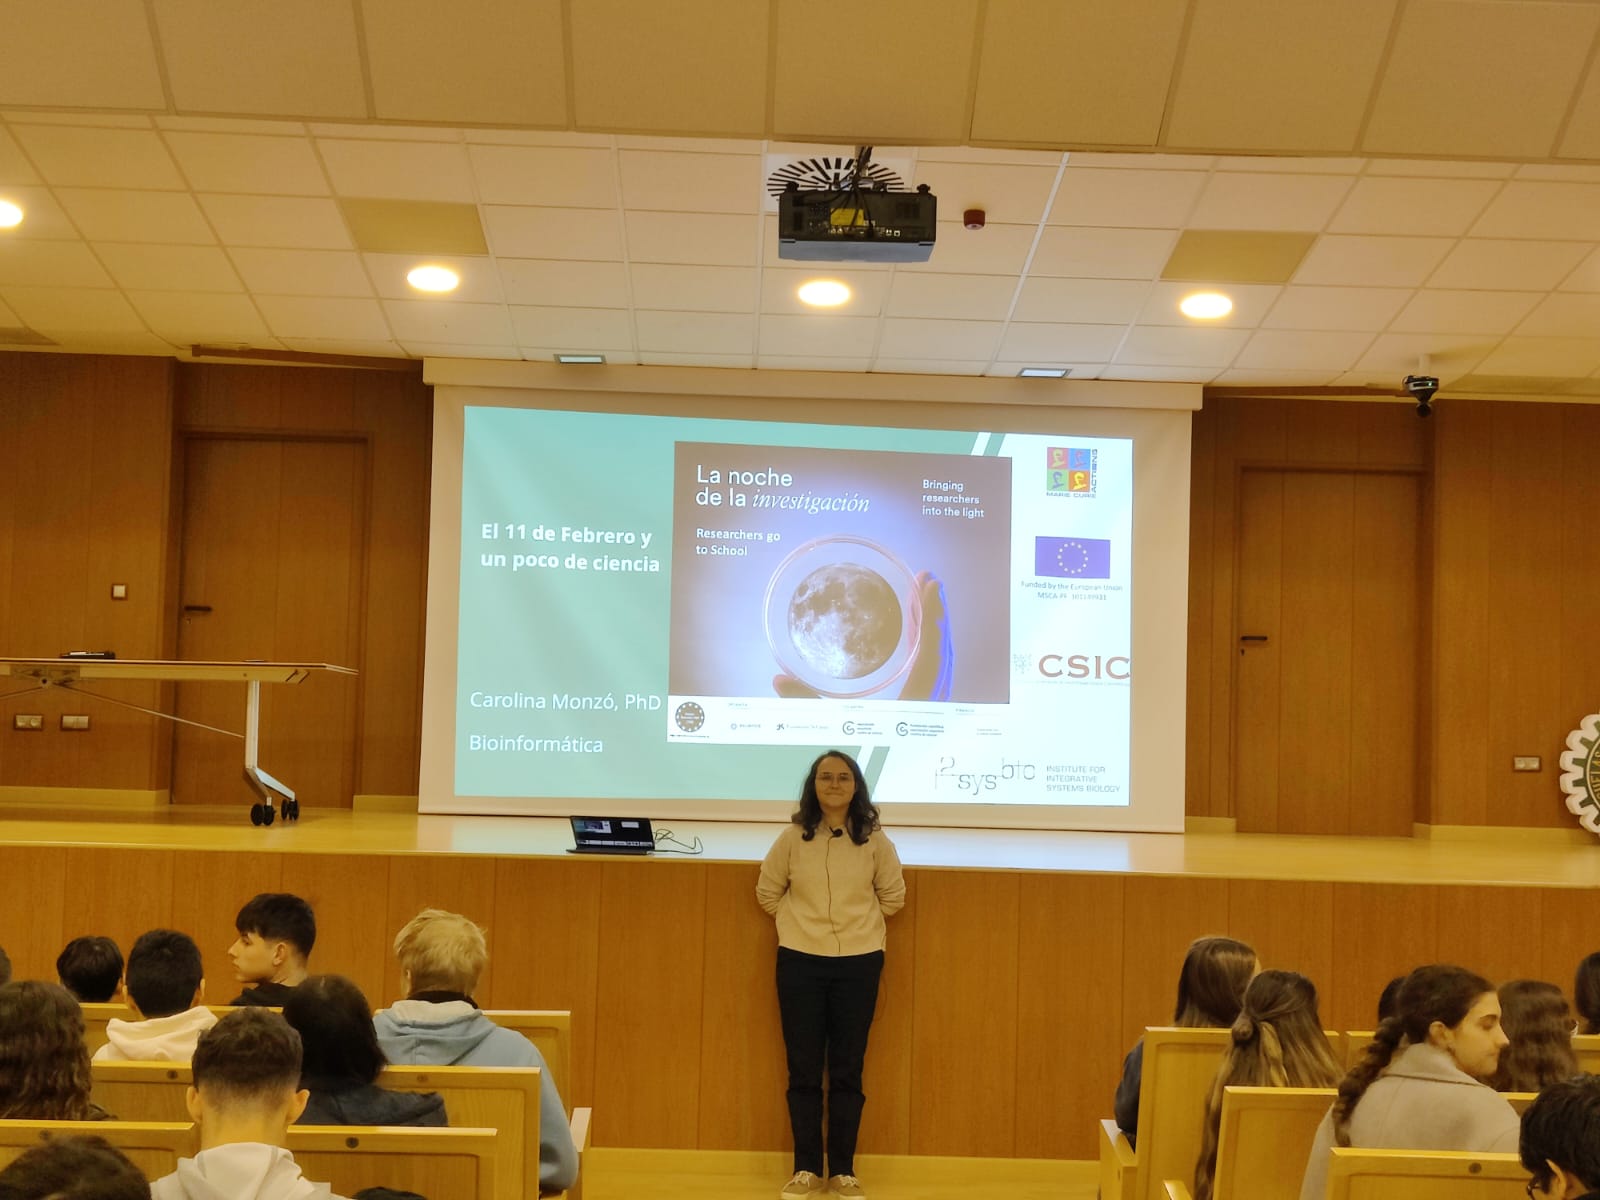 El 11 de Febrero y
un poco de ciencia
Carolina Monzó, PhD
Bioinformática
La noche
de la investigación
Researchers go
to School
Bringing
researchers
into the light
MARIE CURIE
ACTIONS
Funded by the European Union
CSIC
i2sysbio
INSTITUTE FOR
INTEGRATIVE
SYSTEMS BIOLOGY